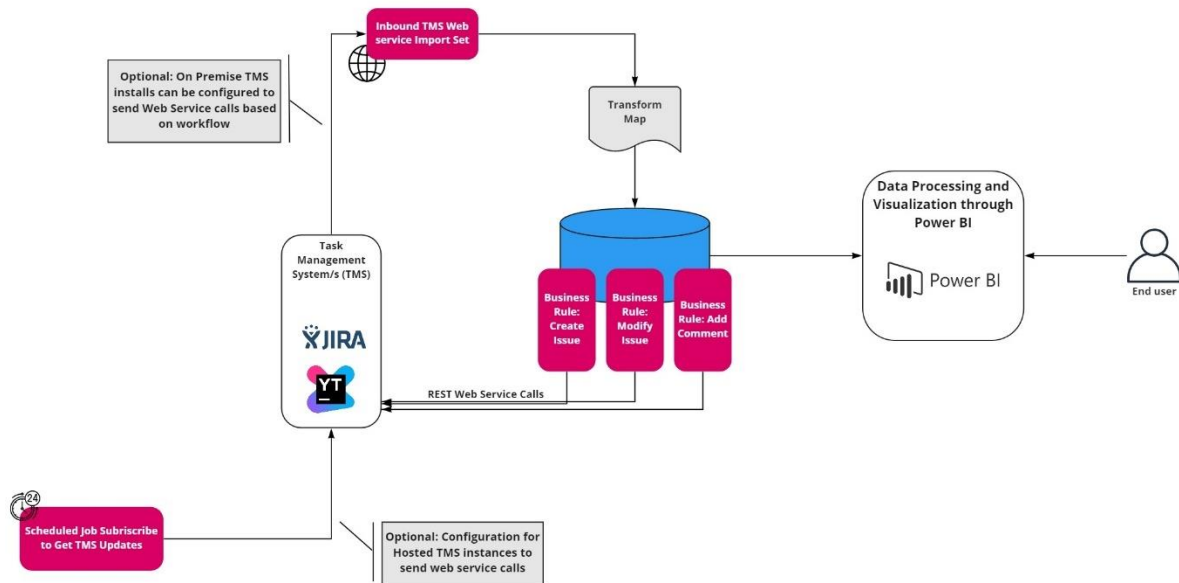 Inbound TMS Web
service Import Set
Optional: On Premise TMS
installs can be configured to
send Web Service calls based
on workflow
Transform
Map
Data Processing and
Visualization through
Power BI
Power BI
End user
Task
Management
System/s (TMS)
JIRA
YT
Business
Rule:
Create
Issue
Business
Rule:
Modify
Issue
Business
Rule: Add
Comment
REST Web Service Calls
24
Scheduled Job Subriscribe
to Get TMS Updates
Optional: Configuration for
Hosted TMS instances to
send web service calls